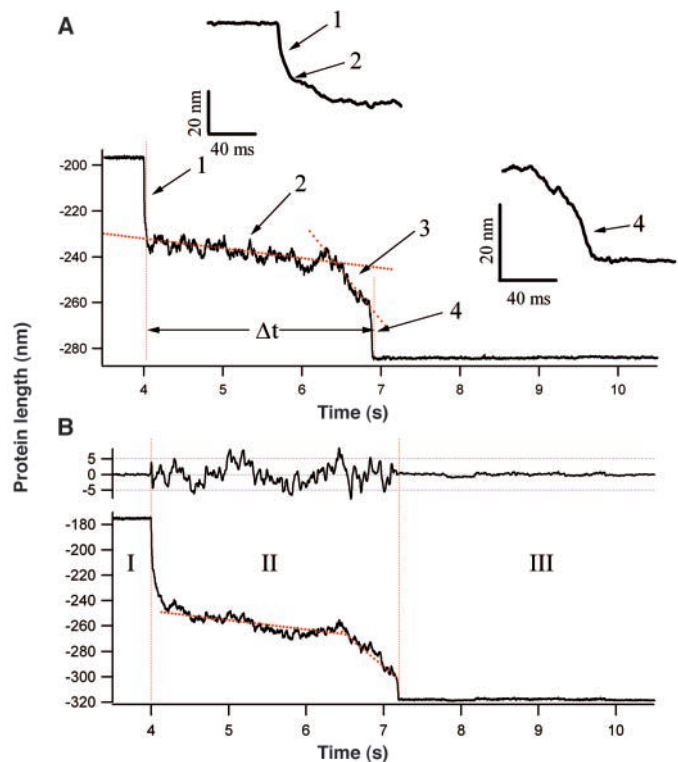 A
1
2
20 nm
40 ms
-200
-220
-240
-260
-280
1
2
3
4
Δt
20 nm
40 ms
4
4 5 6 7 8 9 10
Time (s)
Protein length (nm)
B
5
0
-5
-180
-200
-220
-240
-260
-280
-300
-320
I
II
III
4 5 6 7 8 9 10
Time (s)